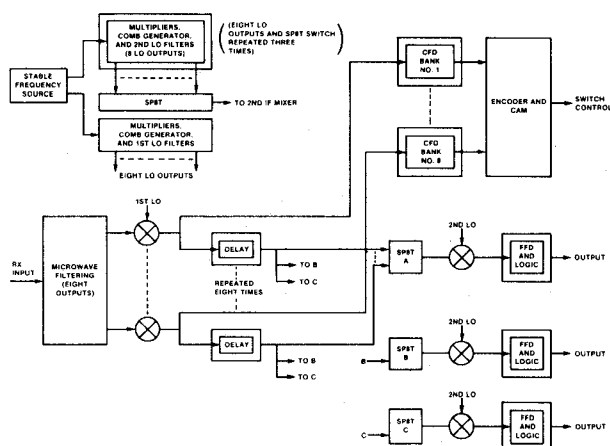 MULTIPLIERS,
COMB GENERATOR,
AND 2ND LO FILTERS
(8 LO OUTPUTS)
(EIGHT LO
OUTPUTS AND SP8T SWITCH
REPEATED THREE
TIMES)
STABLE
FREQUENCY
SOURCE
SP8T
TO 2ND IF MIXER
MULTIPLIERS,
COMB GENERATOR,
AND 1ST LO FILTERS
EIGHT LO OUTPUTS
CFD
BANK
NO. 1
CFD
BANK
NO. 8
ENCODER AND
CAM
SWITCH
CONTROL
1ST LO
RX
INPUT
MICROWAVE
FILTERING
(EIGHT
OUTPUTS)
DELAY
TO B
TO C
REPEATED
EIGHT TIMES
DELAY
TO B
TO C
SP8T
A
2ND LO
FFD
AND
LOGIC
OUTPUT
B
SP8T
B
2ND LO
FFD
AND
LOGIC
OUTPUT
C
SP8T
C
2ND LO
FFD
AND
LOGIC
OUTPUT